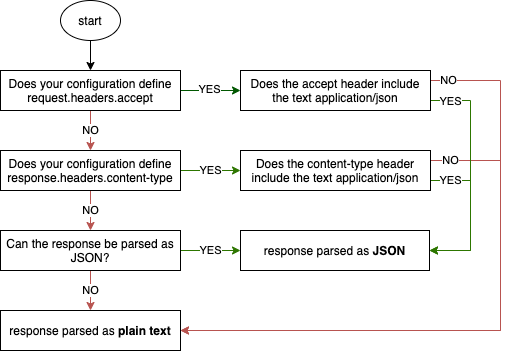 start
Does your configuration define
request.headers.accept
YES
Does the accept header include
the text application/json
NO
YES
NO
Does your configuration define
response.headers.content-type
YES
Does the content-type header
include the text application/json
NO
YES
NO
Can the response be parsed as
JSON?
YES
response parsed as JSON
NO
response parsed as plain text